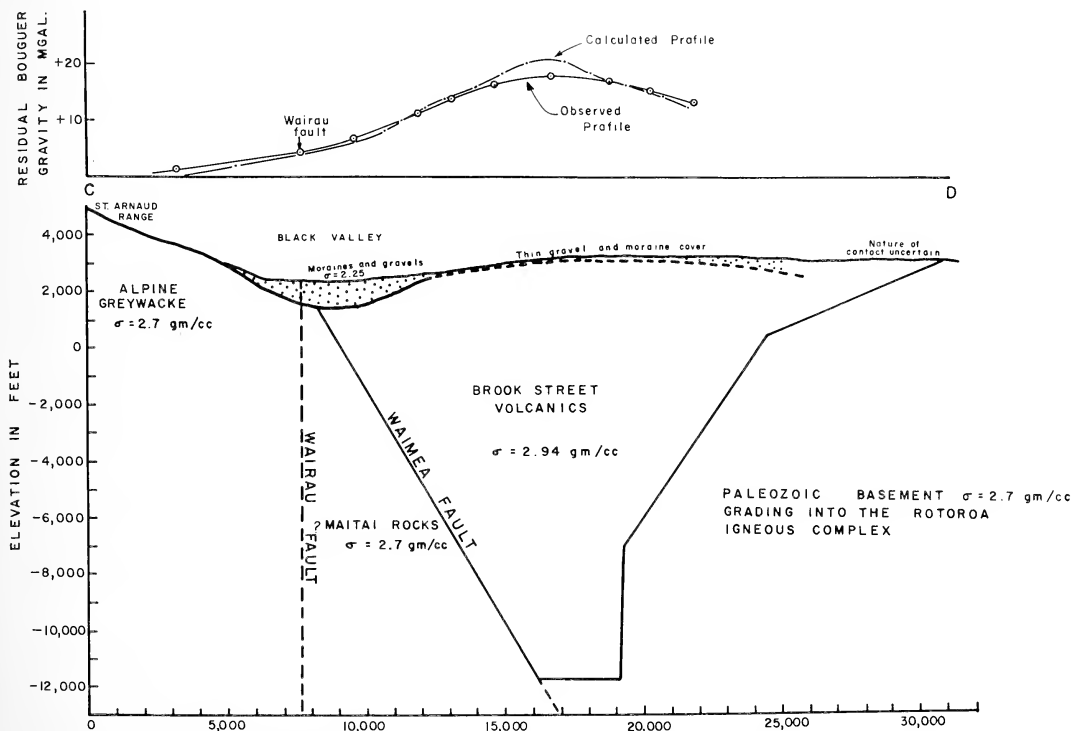 RESIDUAL BOUGUER
GRAVITY IN MGAL.
+20
+10
Calculated Profile
Wairau
fault
Observed
Profile
C
D
ST. ARNAUD
RANGE
BLACK VALLEY
Moraines and gravels
σ=2.25
Thin gravel and moraine cover
Nature of
contact uncertain
ELEVATION IN FEET
4,000
2,000
0
-2,000
-4,000
-6,000
-8,000
-10,000
-12,000
ALPINE
GREYWACKE
σ = 2.7 gm/cc
WAIRAU FAULT
? MAITAI ROCKS
σ = 2.7 gm/cc
WAIMEA FAULT
BROOK STREET
VOLCANICS
σ = 2.94 gm/cc
PALEOZOIC BASEMENT σ=2.7 gm/cc
GRADING INTO THE ROTOROA
IGNEOUS COMPLEX
0 5,000 10,000 15,000 20,000 25,000 30,000